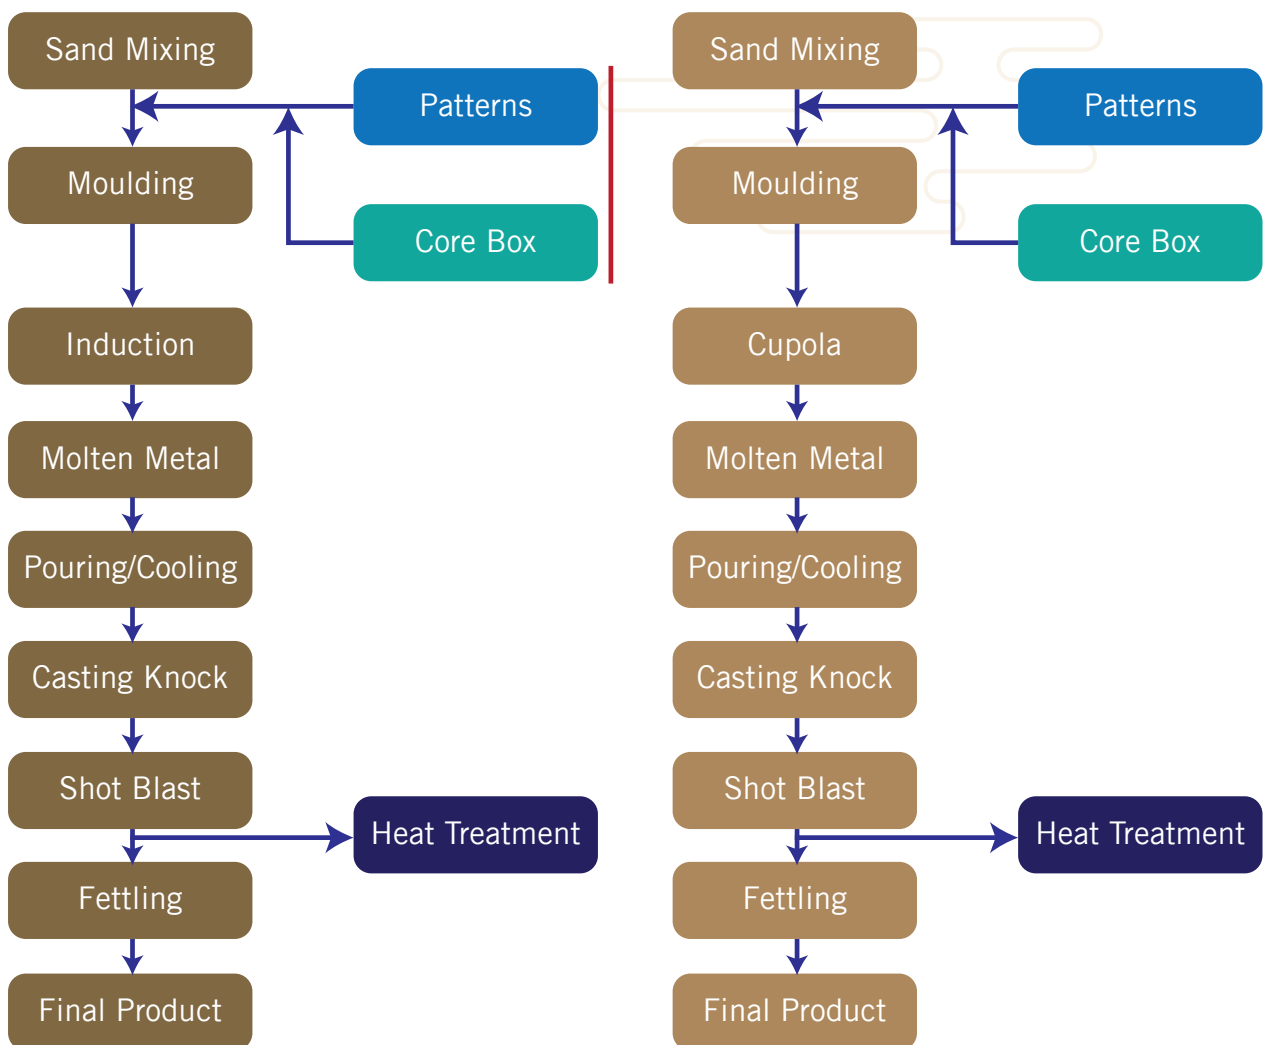 Sand Mixing
Patterns
Moulding
Core Box
Induction
Molten Metal
Pouring/Cooling
Casting Knock
Shot Blast
Heat Treatment
Fettling
Final Product
Sand Mixing
Patterns
Moulding
Core Box
Cupola
Molten Metal
Pouring/Cooling
Casting Knock
Shot Blast
Heat Treatment
Fettling
Final Product